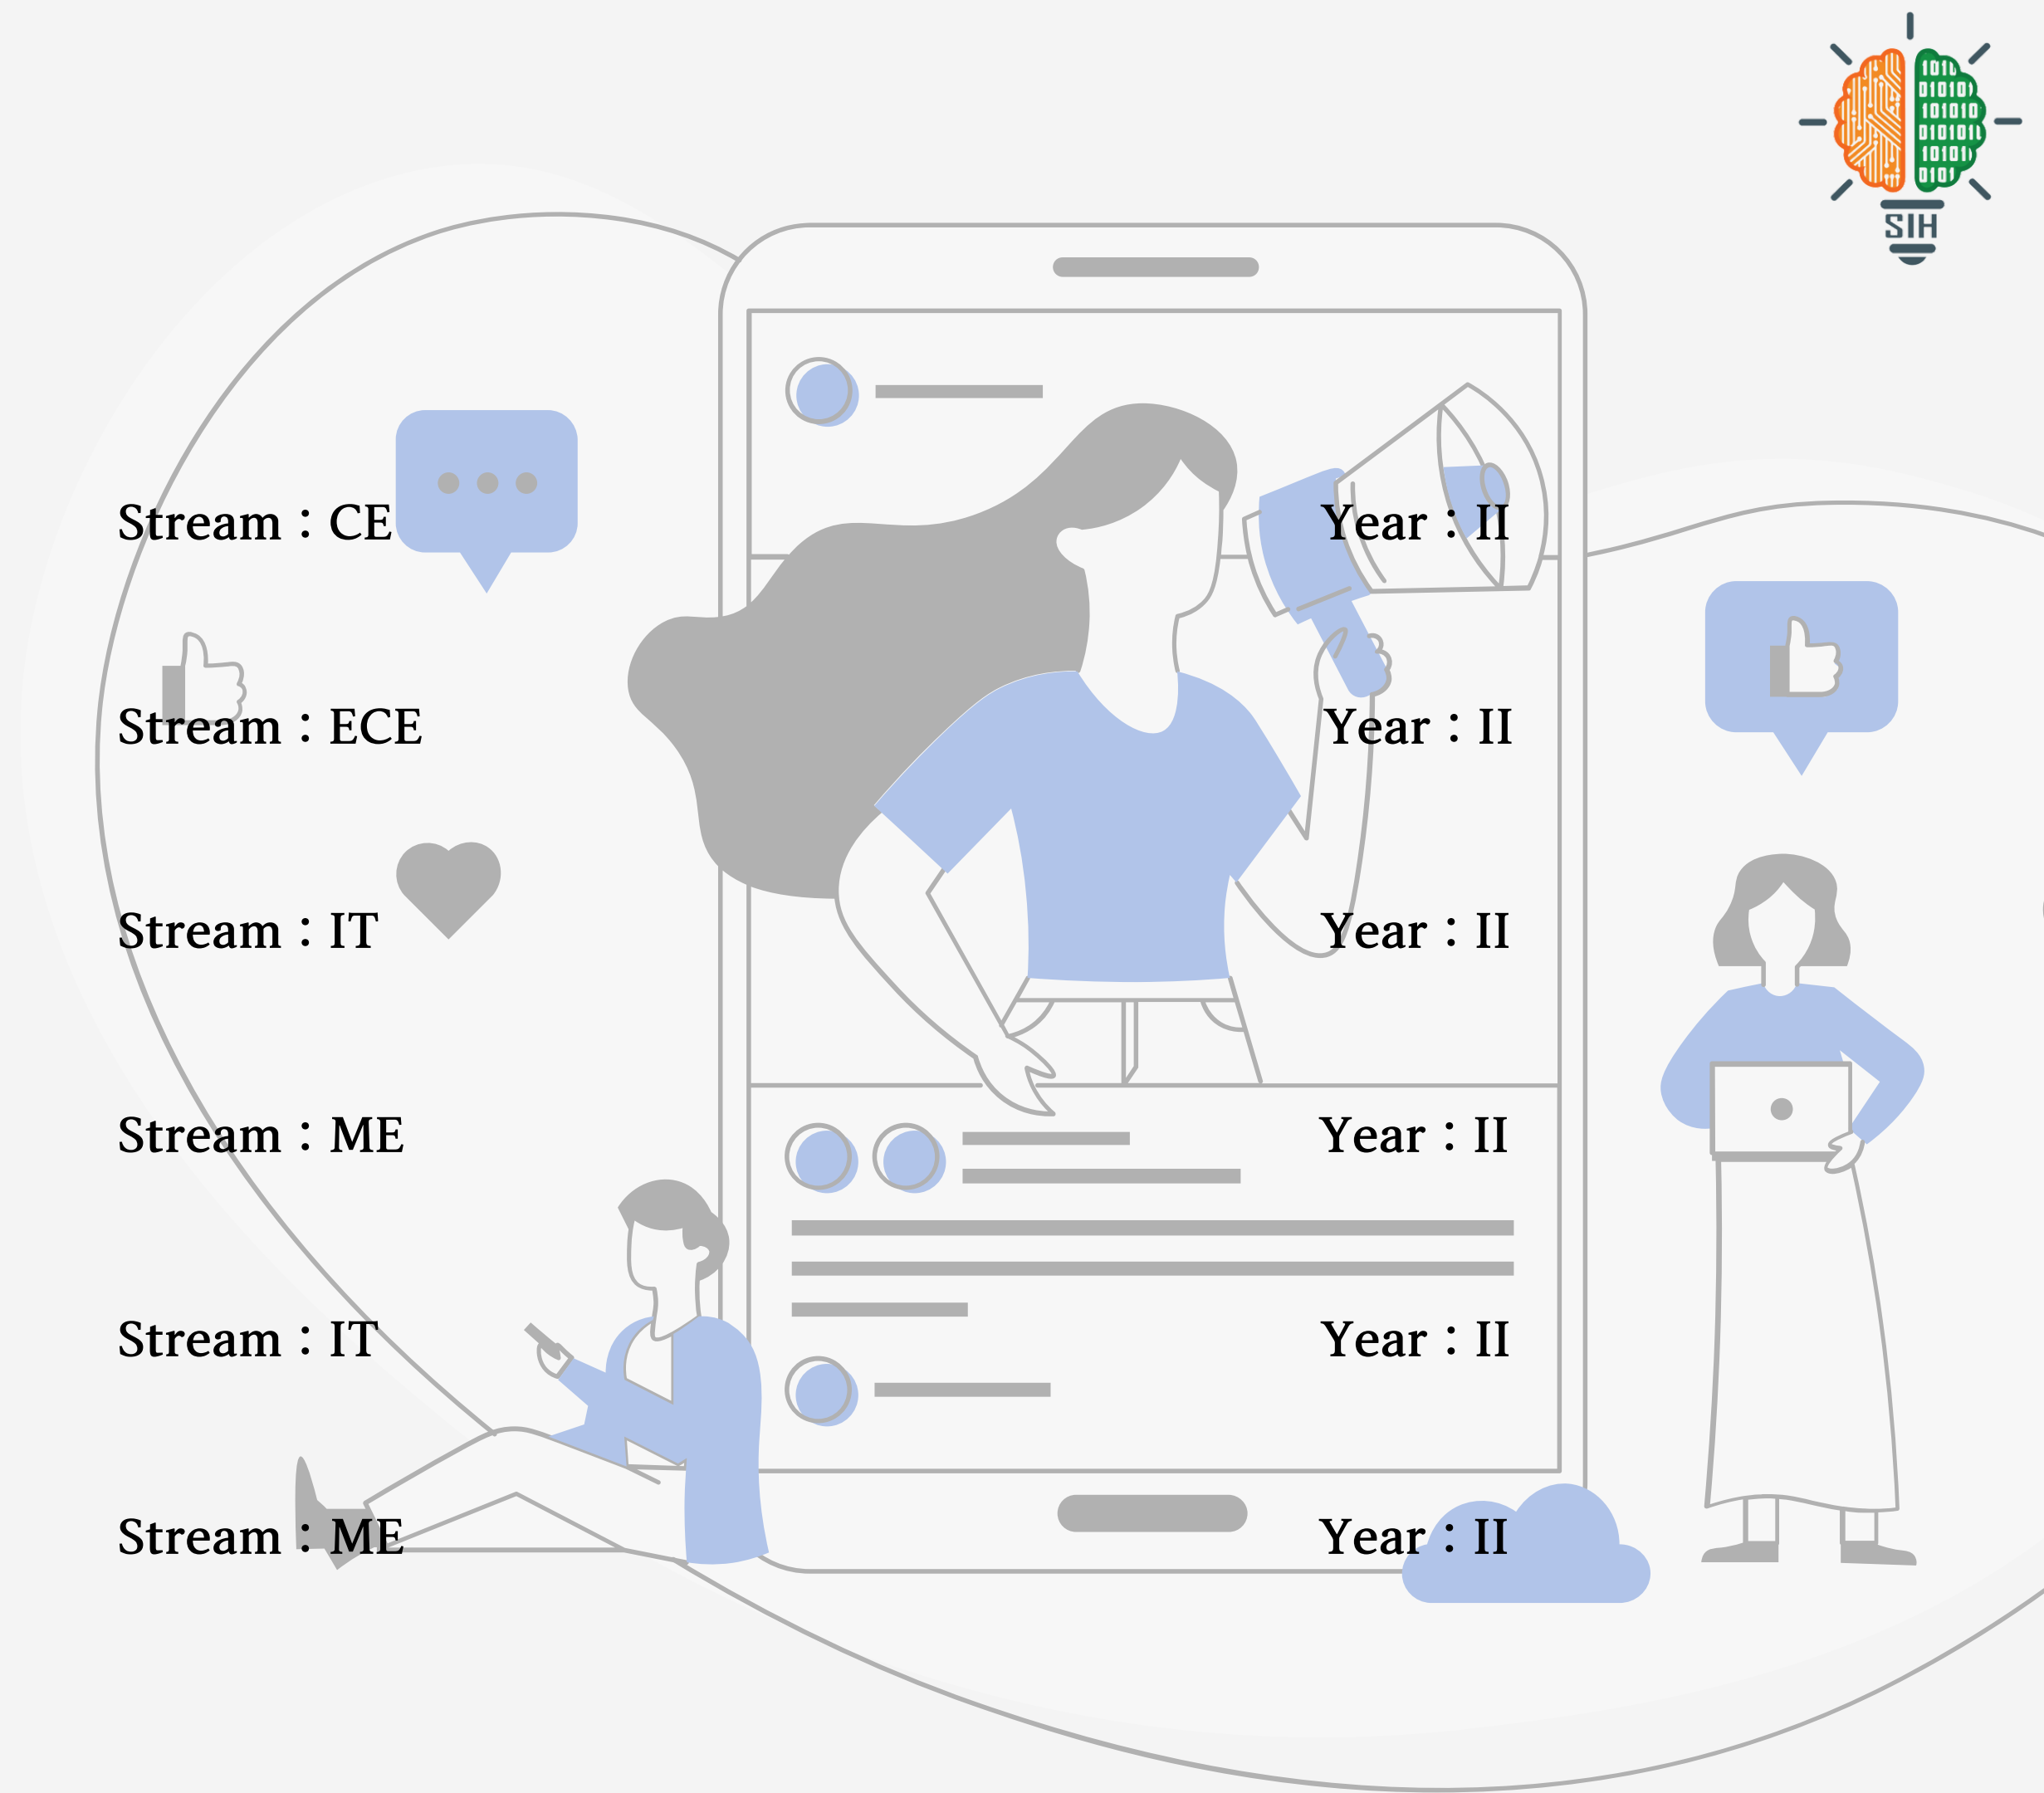 SIH
Stream : CE Year : II
Stream : ECE Year : II
Stream : IT Year : II
Stream : ME Year : II
Stream : IT Year : II
Stream : ME Year : II